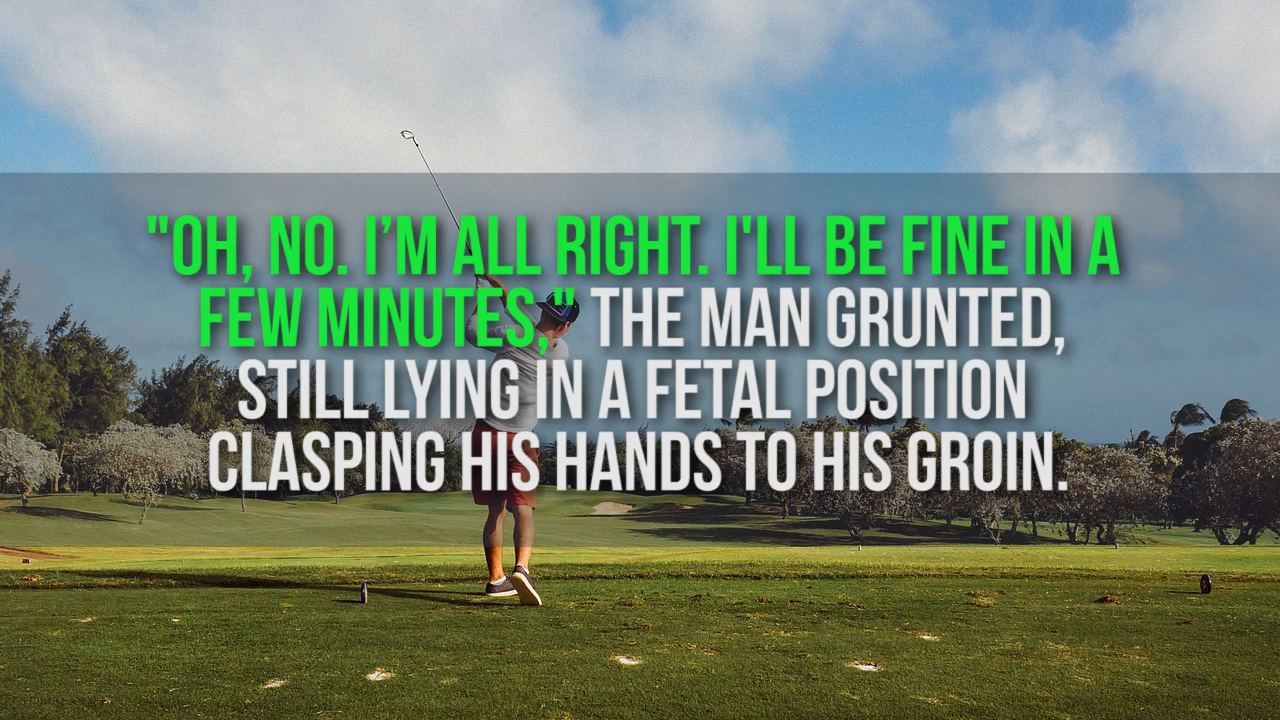 "OH, NO. I’M ALL RIGHT. I'LL BE FINE IN A
FEW MINUTES," THE MAN GRUNTED,
STILL LYING IN A FETAL POSITION
CLASPING HIS HANDS TO HIS GROIN.